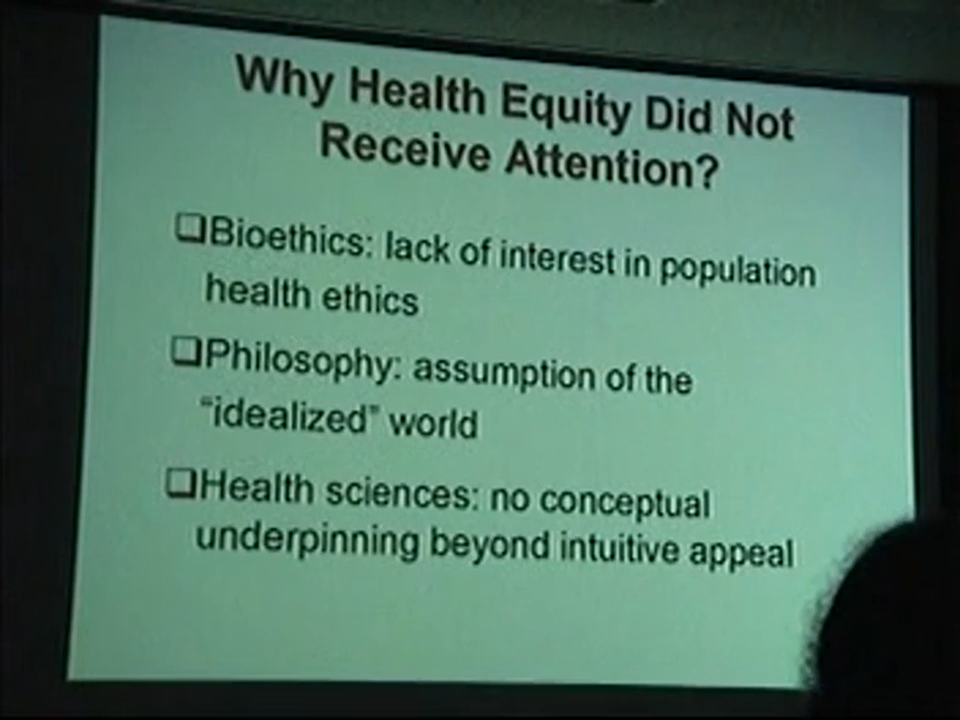 Why Health Equity Did Not
Receive Attention?
❑Bioethics: lack of interest in population
health ethics
❑Philosophy: assumption of the
“idealized” world
❑Health sciences: no conceptual
underpinning beyond intuitive appeal